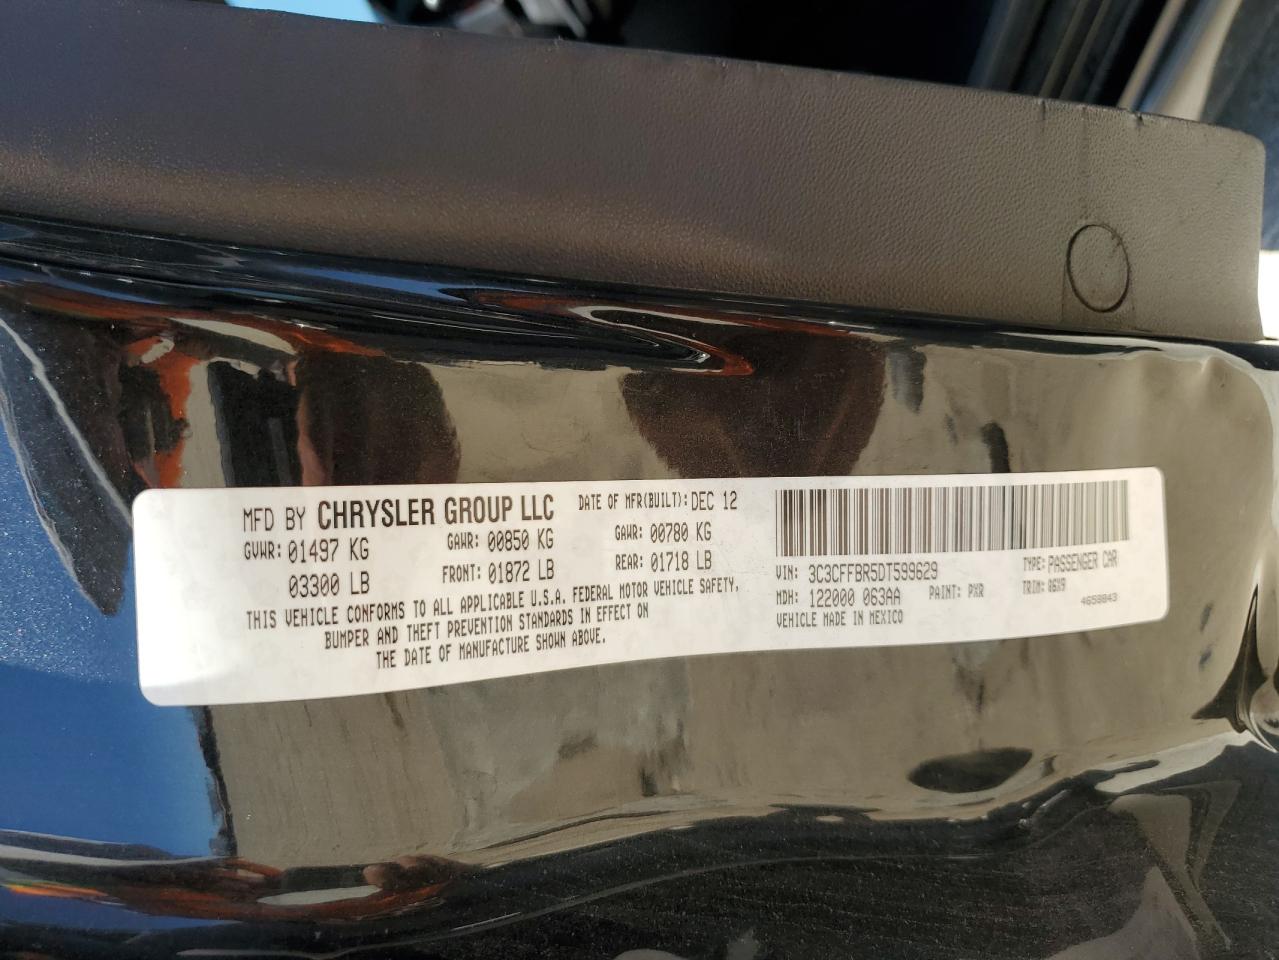 MFD BY CHRYSLER GROUP LLC DATE OF MFR(BUILT): DEC 12
GVWR: 01497 KG GAWR: 00850 KG GAWR: 00780 KG
03300 LB FRONT: 01872 LB REAR: 01718 LB
THIS VEHICLE CONFORMS TO ALL APPLICABLE U.S.A. FEDERAL MOTOR VEHICLE SAFETY,
BUMPER AND THEFT PREVENTION STANDARDS IN EFFECT ON
THE DATE OF MANUFACTURE SHOWN ABOVE.
VIN: 3C3CFFBR5DT599629 TYPE: PASSENGER CAR
MDH: 122000 063AA PAINT: PXR TRIM: A6X9
VEHICLE MADE IN MEXICO 4658843